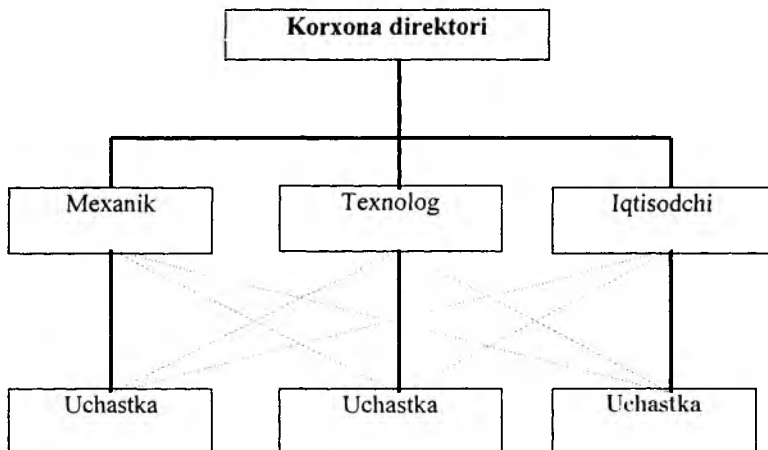 Korxona direktori
Mexanik
Texnolog
Iqtisodchi
Uchastka
Uchastka
Uchastka